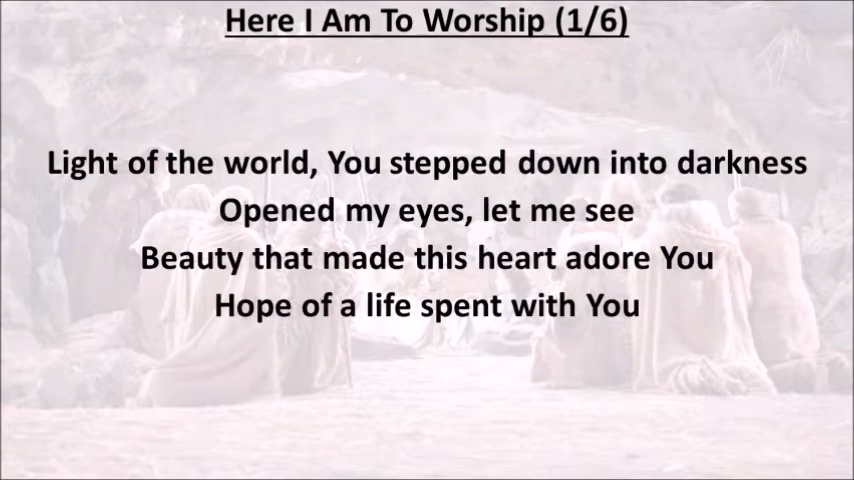 Here I Am To Worship (1/6)
Light of the world, You stepped down into darkness
Opened my eyes, let me see
Beauty that made this heart adore You
Hope of a life spent with You